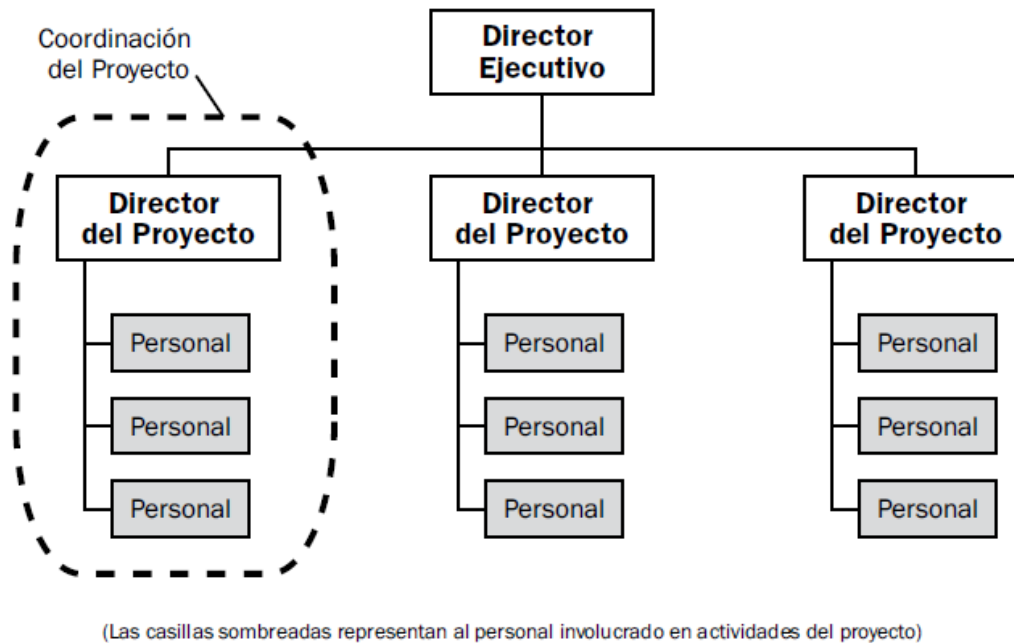 Coordinación
del Proyecto
Director
Ejecutivo
Director
del Proyecto
Director
del Proyecto
Director
del Proyecto
Personal
Personal
Personal
Personal
Personal
Personal
Personal
Personal
Personal
(Las casillas sombreadas representan al personal involucrado en actividades del proyecto)